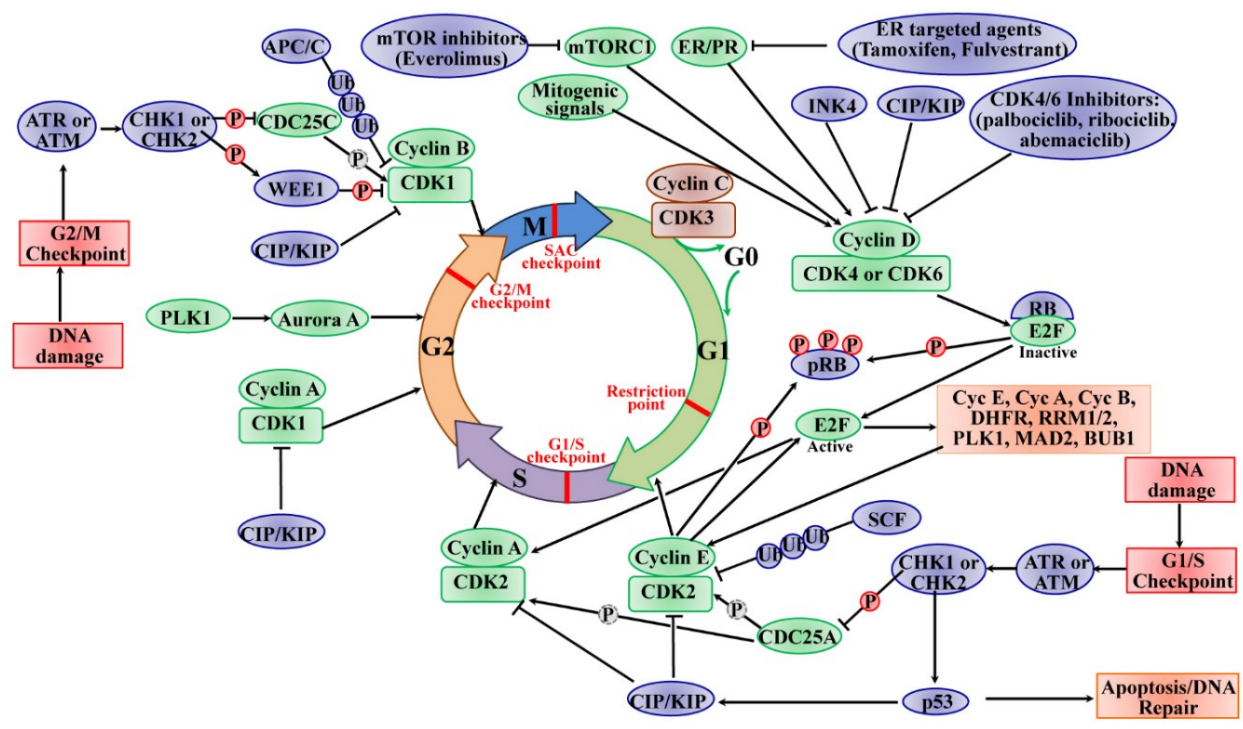 APC/C
Ub
Ub
Ub
mTOR inhibitors
(Everolimus)
mTORC1
ER/PR
ER targeted agents
(Tamoxifen, Fulvestrant)
Mitogenic
signals
INK4
CIP/KIP
CDK4/6 Inhibitors:
(palbociclib, ribociclib,
abemaciclib)
ATR or
ATM
CHK1 or
CHK2
P
CDC25C
P
P
WEE1
P
Cyclin B
CDK1
CIP/KIP
G2/M
Checkpoint
DNA
damage
Cyclin C
CDK3
G0
Cyclin D
CDK4 or CDK6
M
SAC
checkpoint
G2/M
checkpoint
PLK1
Aurora A
G2
G1
RB
E2F
Inactive
P
P P P
pRB
Restriction
point
Cyclin A
CDK1
P
E2F
Active
Cyc E, Cyc A, Cyc B,
DHFR, RRM1/2,
PLK1, MAD2, BUB1
G1/S
checkpoint
S
DNA
damage
CIP/KIP
Cyclin A
CDK2
Cyclin E
CDK2
Ub
Ub
Ub
SCF
CHK1 or
CHK2
ATR or
ATM
G1/S
Checkpoint
P
P
P
CDC25A
CIP/KIP
p53
Apoptosis/DNA
Repair